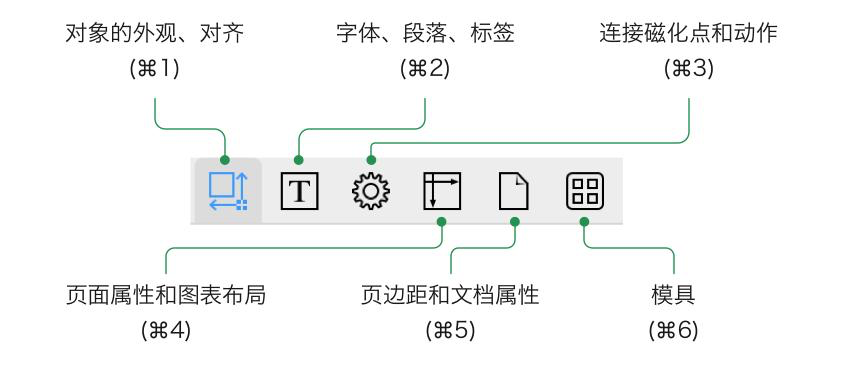 对象的外观、对齐
(⌘1)
字体、段落、标签
(⌘2)
连接磁化点和动作
(⌘3)
T
页面属性和图表布局
(⌘4)
页边距和文档属性
(⌘5)
模具
(⌘6)